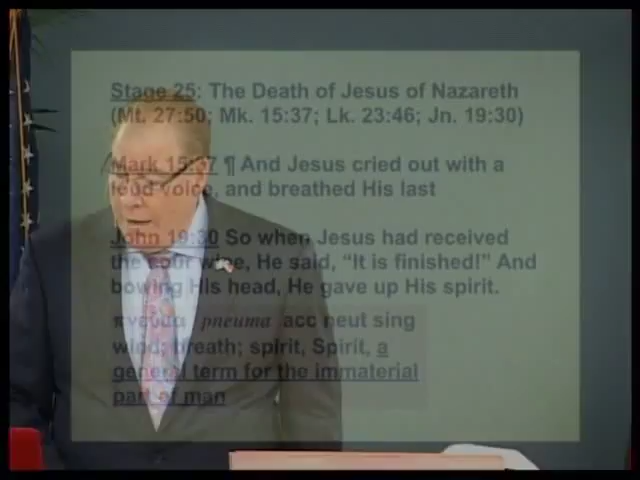 Stage 25: The Death of Jesus of Nazareth
(Mt. 27:50; Mk. 15:37; Lk. 23:46; Jn. 19:30)
Mark 15:37 ¶ And Jesus cried out with a
loud voice, and breathed His last
John 19:30 So when Jesus had received
the sour wine, He said, “It is finished!” And
bowing His head, He gave up His spirit.
πνεῦμα pneuma acc neut sing
wind; breath; spirit, Spirit, a
general term for the immaterial
part of man